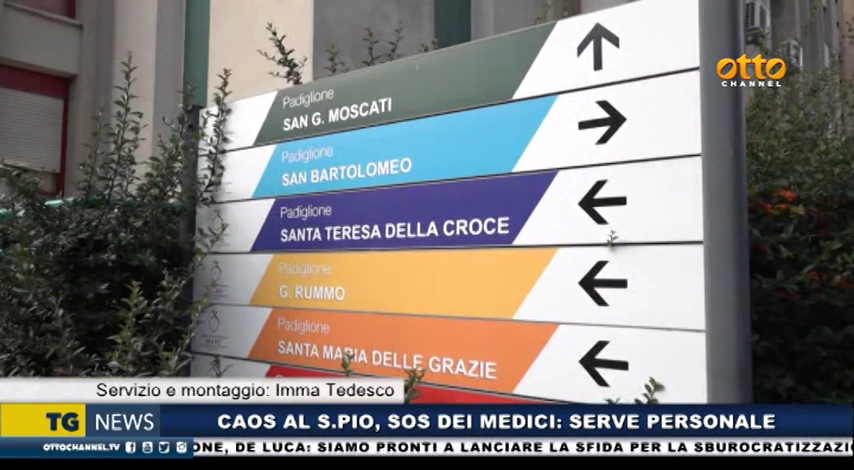 Padiglione
SAN G. MOSCATI
Padiglione
SAN BARTOLOMEO
Padiglione
SANTA TERESA DELLA CROCE
Padiglione
G. RUMMO
Padiglione
SANTA MARIA DELLE GRAZIE
otto
CHANNEL
Servizio e montaggio: Imma Tedesco
TG NEWS
CAOS AL S.PIO, SOS DEI MEDICI: SERVE PERSONALE
OTTOCHANNEL.TV
ONE, DE LUCA: SIAMO PRONTI A LANCIARE LA SFIDA PER LA SBUROCRATIZZAZIO